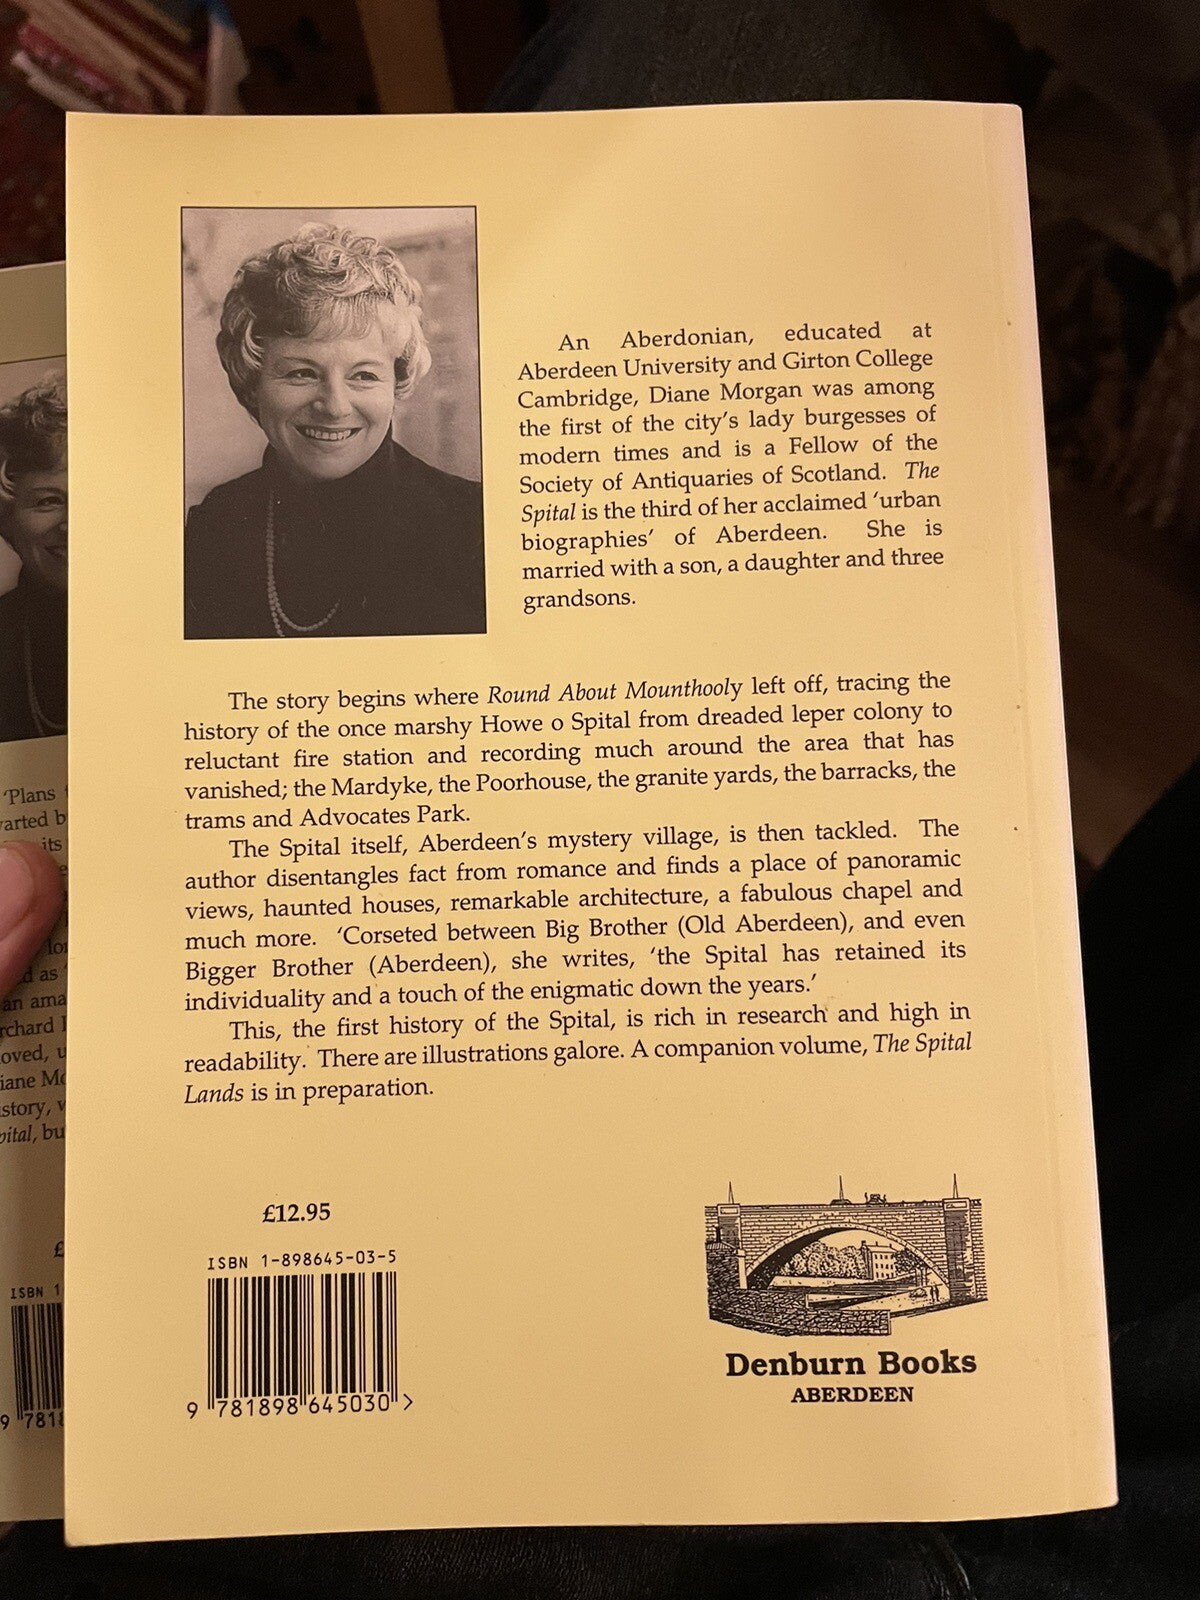 An Aberdonian, educated at
Aberdeen University and Girton College
Cambridge, Diane Morgan was among
the first of the city's lady burgesses of
modern times and is a Fellow of the
Society of Antiquaries of Scotland. The
Spital is the third of her acclaimed 'urban
biographies' of Aberdeen. She is
married with a son, a daughter and three
grandsons.
The story begins where Round About Mounthooly left off, tracing the
history of the once marshy Howe o Spital from dreaded leper colony to
reluctant fire station and recording much around the area that has
vanished; the Mardyke, the Poorhouse, the granite yards, the barracks, the
trams and Advocates Park.
The Spital itself, Aberdeen's mystery village, is then tackled. The
author disentangles fact from romance and finds a place of panoramic
views, haunted houses, remarkable architecture, a fabulous chapel and
much more. 'Corseted between Big Brother (Old Aberdeen), and even
Bigger Brother (Aberdeen), she writes, 'the Spital has retained its
individuality and a touch of the enigmatic down the years.'
This, the first history of the Spital, is rich in research and high in
readability. There are illustrations galore. A companion volume, The Spital
Lands is in preparation.
£12.95
ISBN 1-898645-03-5
9 781898 645030 >
Denburn Books
ABERDEEN
'Plans
its
as
an
£
ISBN 1
9 781